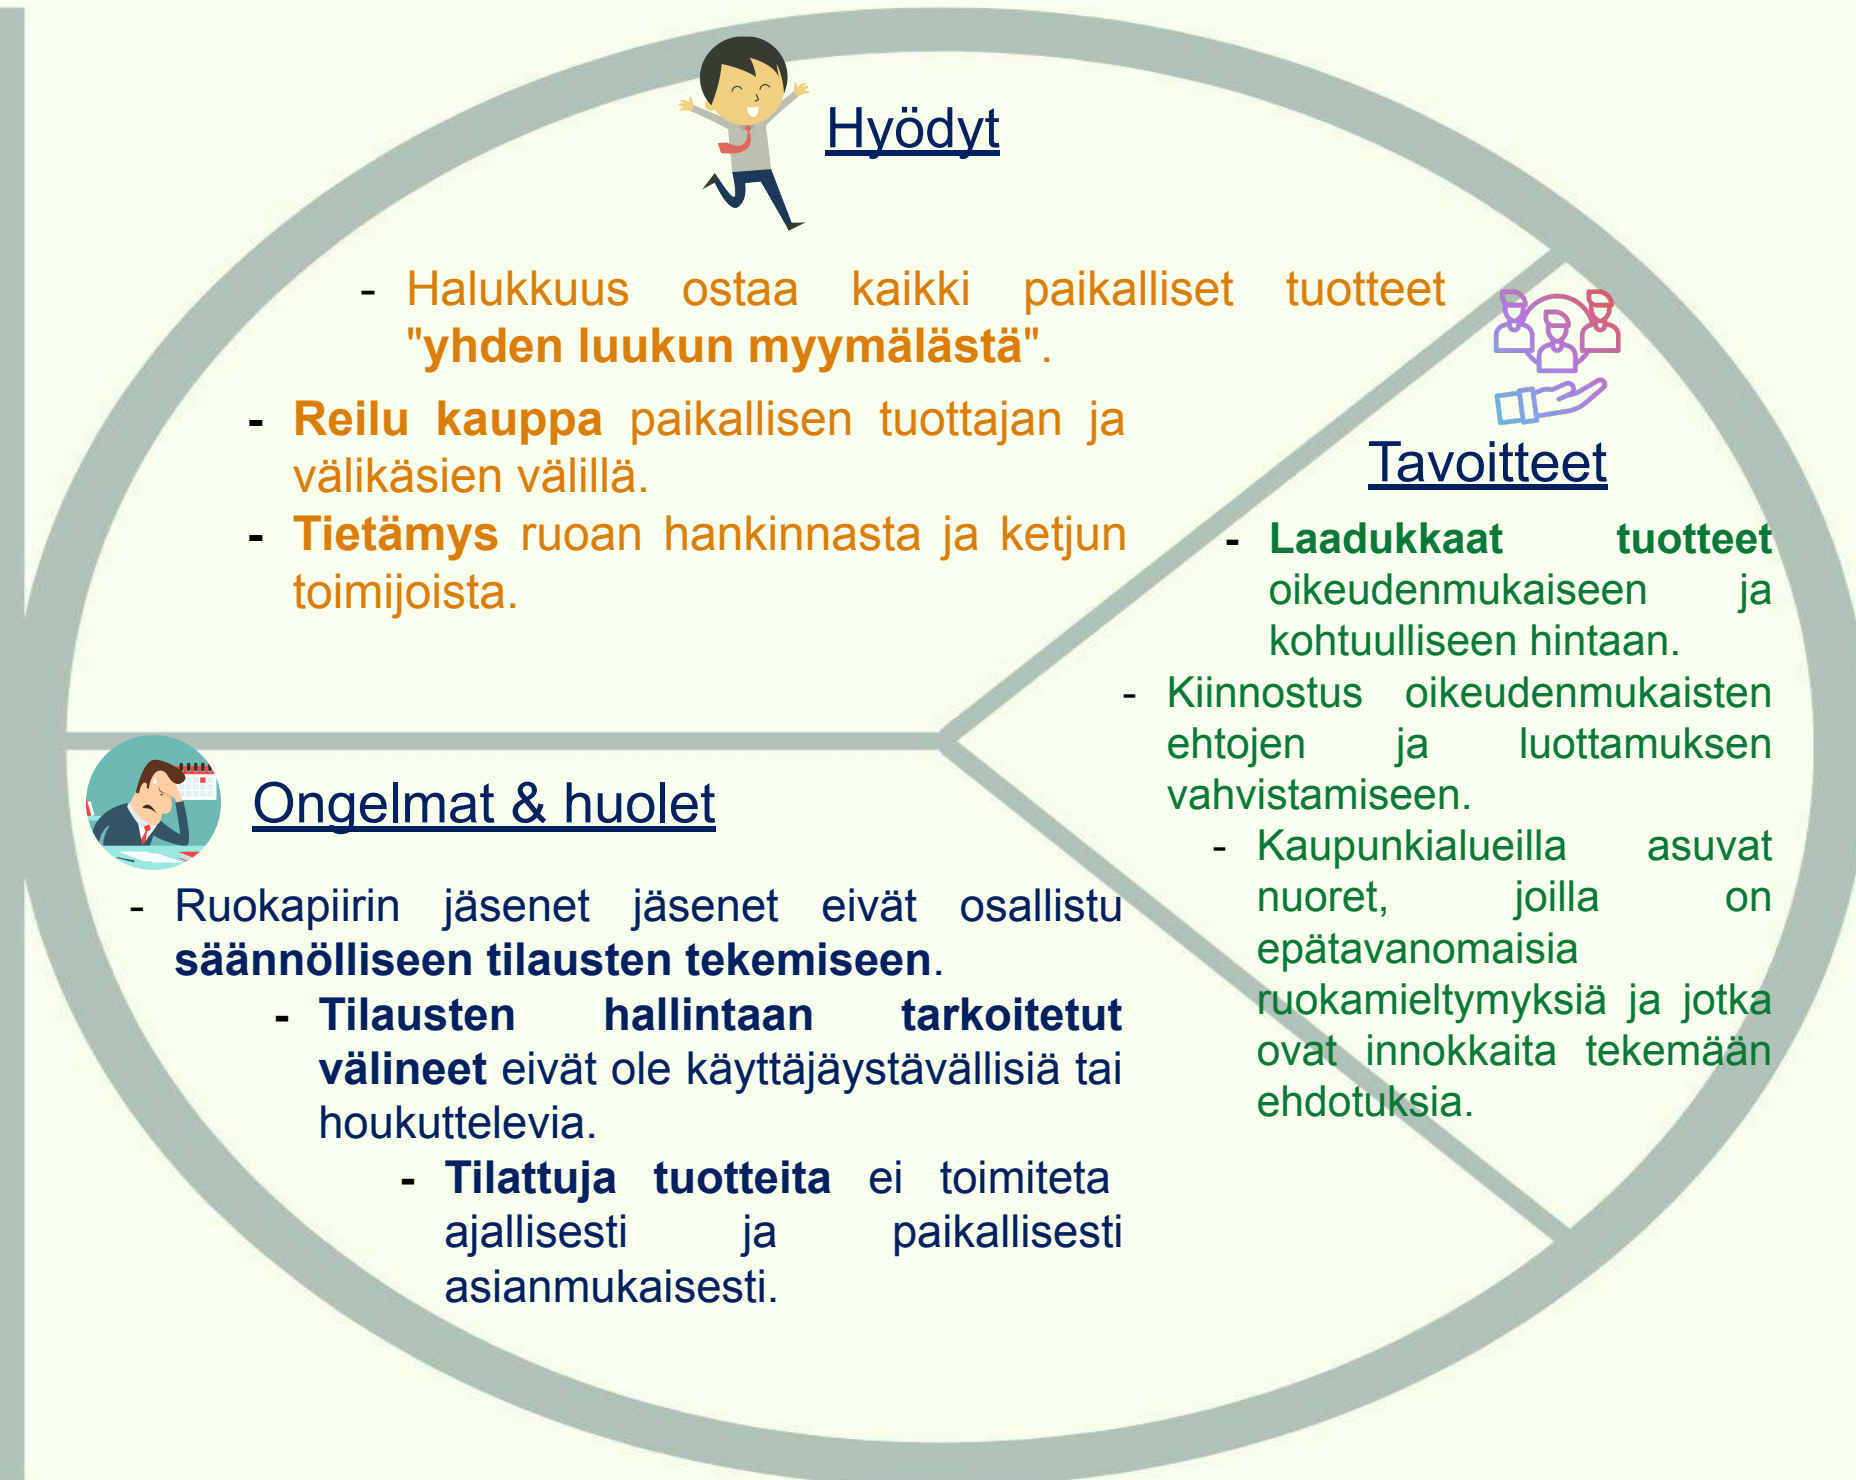 Hyödyt
- Halukkuus ostaa kaikki paikalliset tuotteet
"yhden luukun myymälästä".
- Reilu kauppa paikallisen tuottajan ja
välikäsien välillä.
- Tietämys ruoan hankinnasta ja ketjun
toimijoista.
Tavoitteet
- Laadukkaat tuotteet
oikeudenmukaiseen ja
kohtuulliseen hintaan.
- Kiinnostus oikeudenmukaisten
ehtojen ja luottamuksen
vahvistamiseen.
- Kaupunkialueilla asuvat
nuoret, joilla on
epätavanomaisia
ruokamieltymyksiä ja jotka
ovat innokkaita tekemään
ehdotuksia.
Ongelmat & huolet
- Ruokapiirin jäsenet jäsenet eivät osallistu
säännölliseen tilausten tekemiseen.
- Tilausten hallintaan tarkoitetut
välineet eivät ole käyttäjäystävällisiä tai
houkuttelevia.
- Tilattuja tuotteita ei toimiteta
ajallisesti ja paikallisesti
asianmukaisesti.